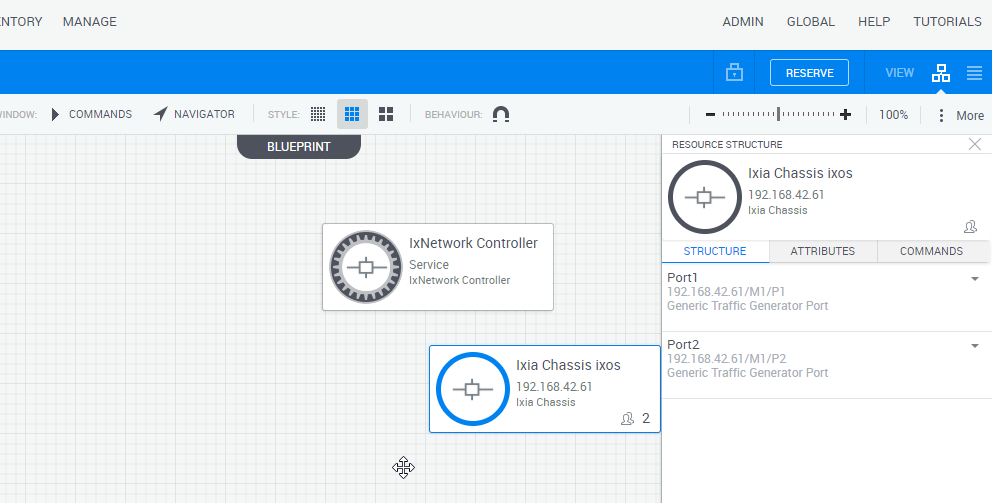 ENTORY MANAGE ADMIN GLOBAL HELP TUTORIALS
RESERVE VIEW
WINDOW: COMMANDS NAVIGATOR STYLE: BEHAVIOUR: 100% More
BLUEPRINT
RESOURCE STRUCTURE
Ixia Chassis ixos
192.168.42.61
Ixia Chassis
STRUCTURE ATTRIBUTES COMMANDS
Port1
192.168.42.61/M1/P1
Generic Traffic Generator Port
Port2
192.168.42.61/M1/P2
Generic Traffic Generator Port
IxNetwork Controller
Service
IxNetwork Controller
Ixia Chassis ixos
192.168.42.61
Ixia Chassis
2